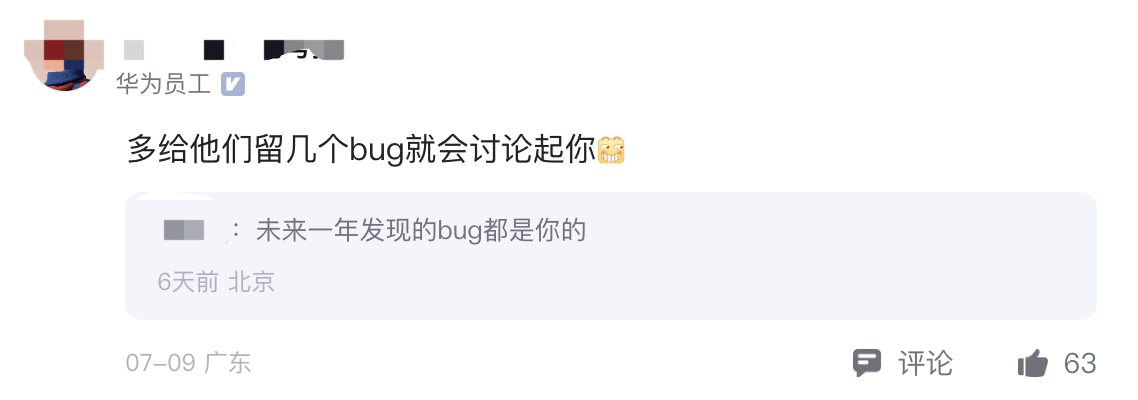 华为员工
多给他们留几个bug就会讨论起你
：未来一年发现的bug都是你的
6天前 北京
07-09 广东
评论 63